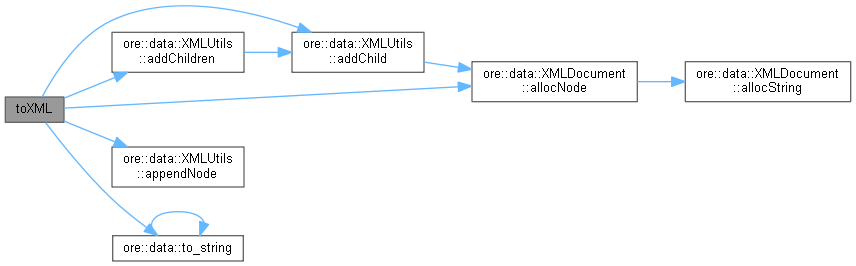 toXML
ore::data::XMLUtils
::addChildren
ore::data::XMLUtils
::addChild
ore::data::XMLDocument
::allocNode
ore::data::XMLDocument
::allocString
ore::data::XMLUtils
::appendNode
ore::data::to_string